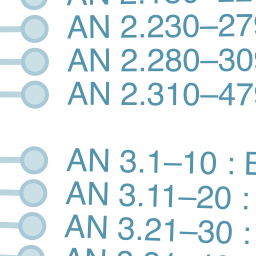 AN 2.230–279
AN 2.280–309
AN 2.310–479
AN 3.1–10 :
AN 3.11–20 :
AN 3.21–30 :